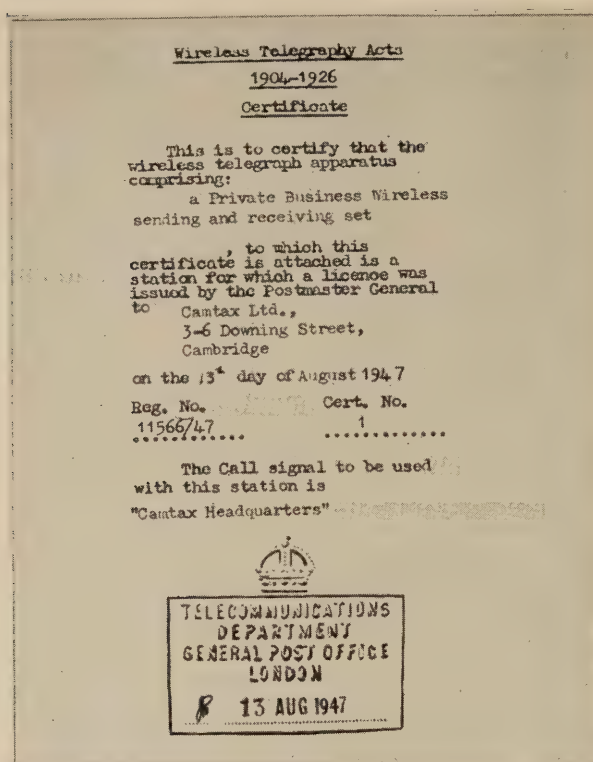 Wireless Telegraphy Acts
1904-1926
Certificate
This is to certify that the
wireless telegraph apparatus
comprising:
a Private Business Wireless
sending and receiving set
, to which this
certificate is attached is a
station for which a licence was
issued by the Postmaster General
to Camtax Ltd.,
3-6 Downing Street,
Cambridge
on the 13th day of August 1947
Reg. No. Cert. No.
11566/47 1
The Call signal to be used
with this station is
"Camtax Headquarters"
TELECOMMUNICATIONS
DEPARTMENT
GENERAL POST OFFICE
LONDON
13 AUG 1947